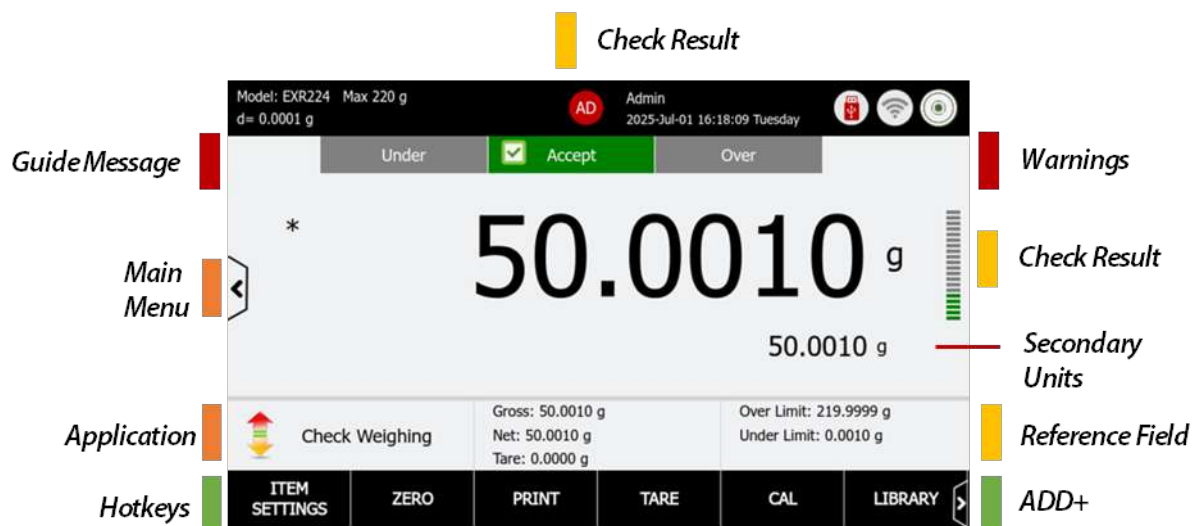 Check Result
Model: EXR224 Max 220 g
d= 0.0001 g
AD
Admin
2025-Jul-01 16:18:09 Tuesday
Guide Message
Under
Accept
Over
Warnings
*
50.0010 g
Check Result
Main
Menu
50.0010 g
Secondary
Units
Application
Check Weighing
Gross: 50.0010 g
Net: 50.0010 g
Tare: 0.0000 g
Over Limit: 219.9999 g
Under Limit: 0.0010 g
Reference Field
Hotkeys
ITEM
SETTINGS
ZERO
PRINT
TARE
CAL
LIBRARY
ADD+